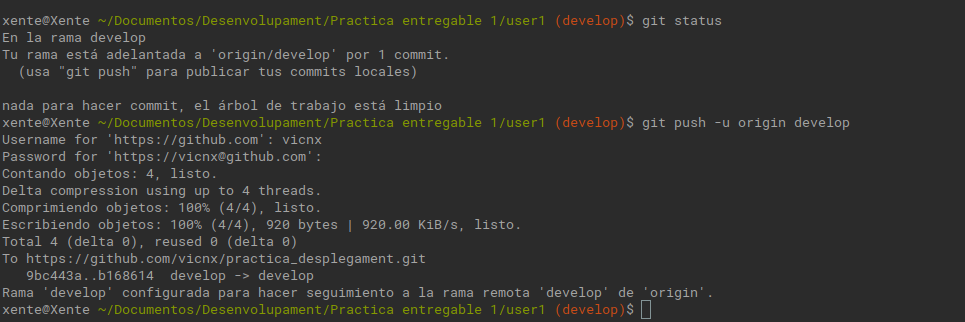 xente@Xente ~/Documentos/Desenvolupament/Practica entregable 1/user1 (develop)$ git status
En la rama develop
Tu rama está adelantada a 'origin/develop' por 1 commit.
  (usa "git push" para publicar tus commits locales)

nada para hacer commit, el árbol de trabajo está limpio
xente@Xente ~/Documentos/Desenvolupament/Practica entregable 1/user1 (develop)$ git push -u origin develop
Username for 'https://github.com': vicnx
Password for 'https://vicnx@github.com':
Contando objetos: 4, listo.
Delta compression using up to 4 threads.
Comprimiendo objetos: 100% (4/4), listo.
Escribiendo objetos: 100% (4/4), 920 bytes | 920.00 KiB/s, listo.
Total 4 (delta 0), reused 0 (delta 0)
To https://github.com/vicnx/practica_desplegament.git
   9bc443a..b168614  develop -> develop
Rama 'develop' configurada para hacer seguimiento a la rama remota 'develop' de 'origin'.
xente@Xente ~/Documentos/Desenvolupament/Practica entregable 1/user1 (develop)$